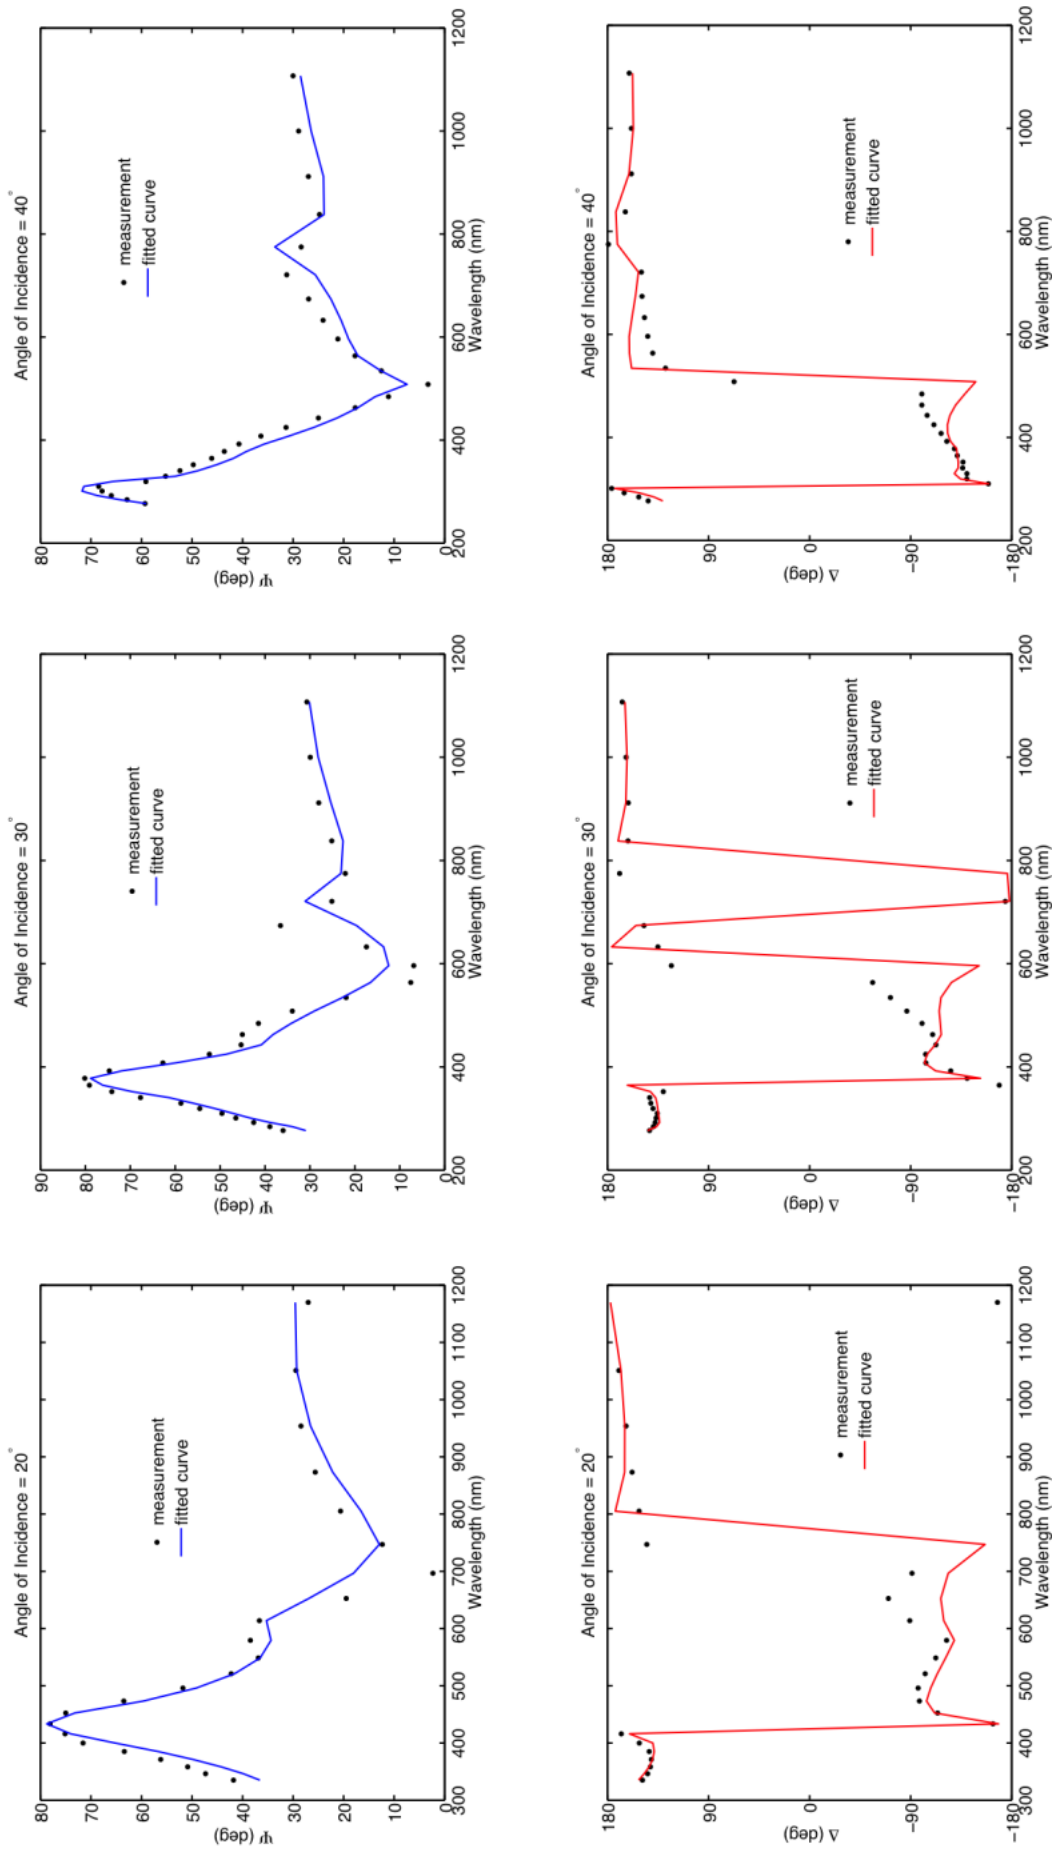 Angle of Incidence = 20°
80
70
60
50
40
30
20
10
0
Ψ (deg)
measurement
fitted curve
300 400 500 600 700 800 900 1000 1100 1200
Wavelength (nm)
Angle of Incidence = 30°
90
80
70
60
50
40
30
20
10
0
Ψ (deg)
measurement
fitted curve
200 400 600 800 1000 1200
Wavelength (nm)
Angle of Incidence = 40°
80
70
60
50
40
30
20
10
0
Ψ (deg)
measurement
fitted curve
200 400 600 800 1000 1200
Wavelength (nm)
Angle of Incidence = 20°
180
90
0
-90
-180
Δ (deg)
measurement
fitted curve
300 400 500 600 700 800 900 1000 1100 1200
Wavelength (nm)
Angle of Incidence = 30°
180
90
0
-90
-180
Δ (deg)
measurement
fitted curve
200 400 600 800 1000 1200
Wavelength (nm)
Angle of Incidence = 40°
180
90
0
-90
-180
Δ (deg)
measurement
fitted curve
200 400 600 800 1000 1200
Wavelength (nm)